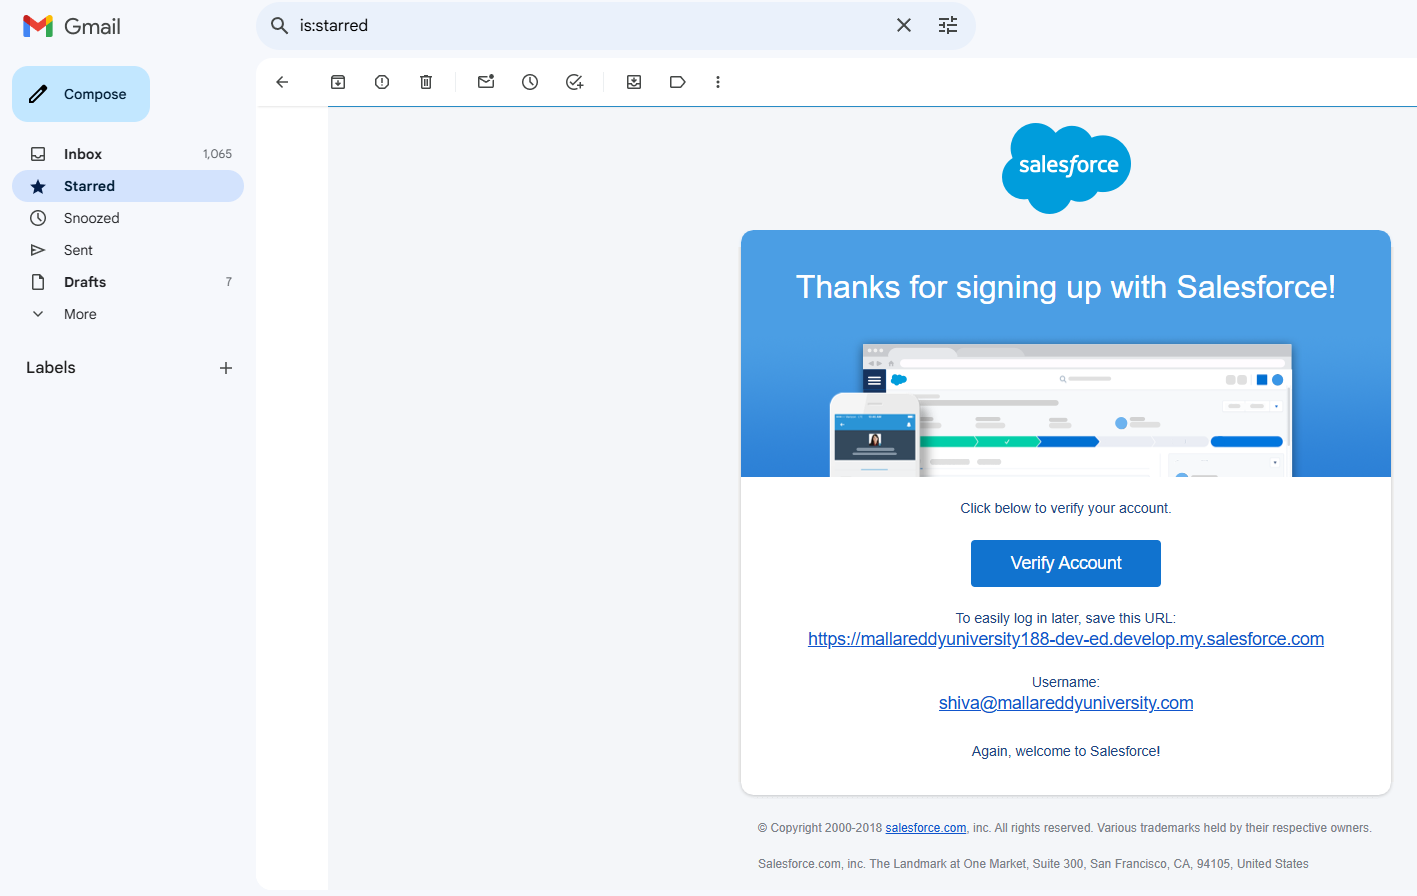 Gmail
is:starred
Compose
Inbox 1,065
Starred
Snoozed
Sent
Drafts 7
More
Labels
salesforce
Thanks for signing up with Salesforce!
Click below to verify your account.
Verify Account
To easily log in later, save this URL:
https://mallareddyuniversity188-dev-ed.develop.my.salesforce.com
Username:
shiva@mallareddyuniversity.com
Again, welcome to Salesforce!
© Copyright 2000-2018 salesforce.com, inc. All rights reserved. Various trademarks held by their respective owners.
Salesforce.com, inc. The Landmark at One Market, Suite 300, San Francisco, CA, 94105, United States